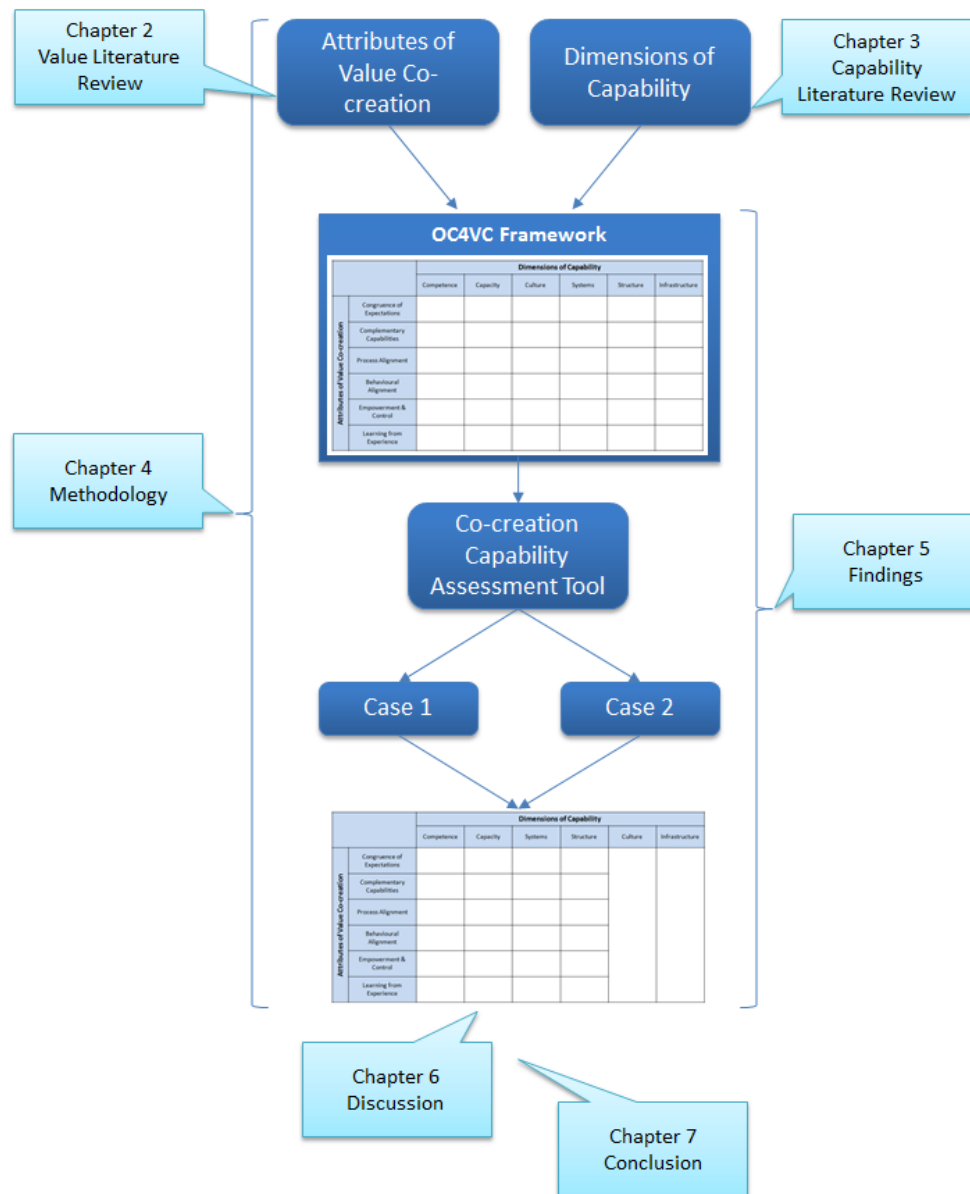 Chapter 2
Value Literature
Review
Attributes of
Value Co-
creation
Dimensions of
Capability
Chapter 3
Capability
Literature Review
OC4VC Framework
Dimensions of Capability
Competence Capacity Culture Systems Structure Infrastructure
Attributes of Value Co-creation
Congruence of
Expectations
Complementary
Capabilities
Process Alignment
Behavioural
Alignment
Empowerment &
Control
Learning from
Experience
Chapter 4
Methodology
Co-creation
Capability
Assessment Tool
Chapter 5
Findings
Case 1
Case 2
Dimensions of Capability
Competence Capacity Systems Structure Culture Infrastructure
Attributes of Value Co-creation
Congruence of
Expectations
Complementary
Capabilities
Process Alignment
Behavioural
Alignment
Empowerment &
Control
Learning from
Experience
Chapter 6
Discussion
Chapter 7
Conclusion